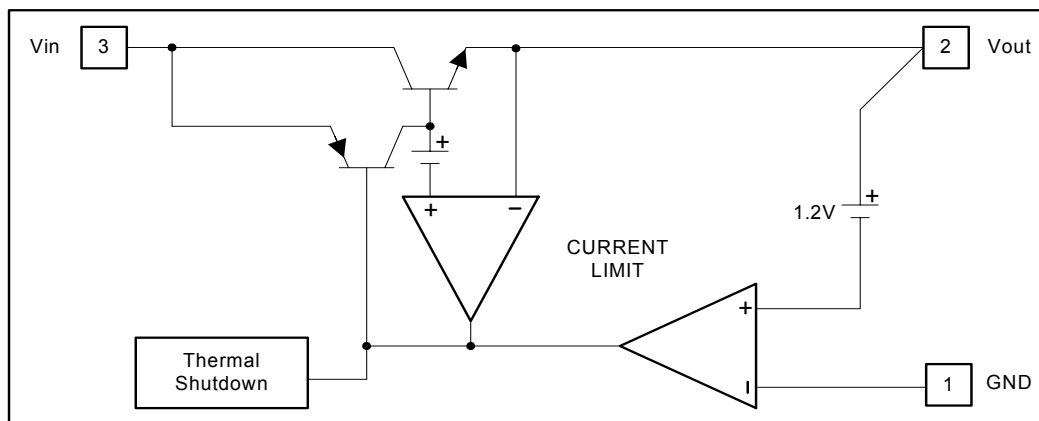 Vin 3 2 Vout
+
+ −
+
1.2V
CURRENT
LIMIT
+
−
Thermal
Shutdown
1 GND